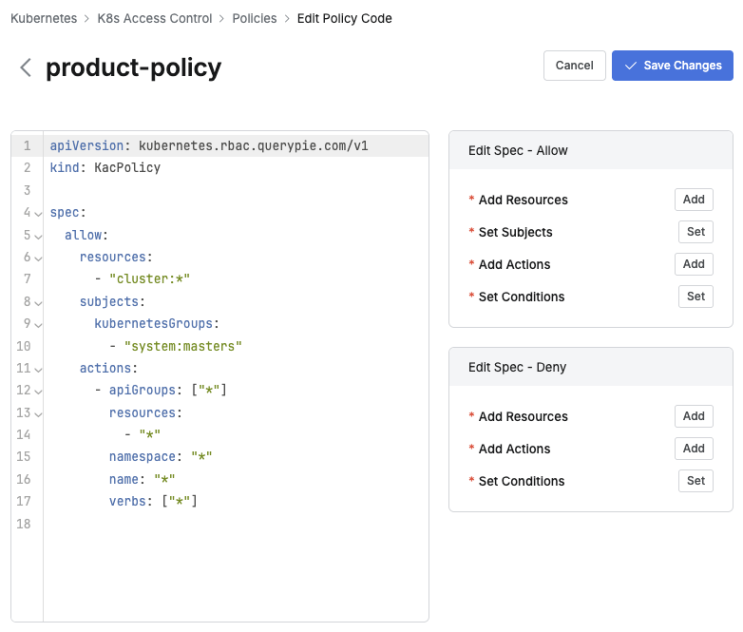 Kubernetes > K8s Access Control > Policies > Edit Policy Code
product-policy
Cancel
Save Changes
1 apiVersion: kubernetes.rbac.querypie.com/v1
2 kind: KacPolicy
3
4 spec:
5   allow:
6     resources:
7       - "cluster:*"
8     subjects:
9       kubernetesGroups:
10         - "system:masters"
11     actions:
12       - apiGroups: ["*"]
13         resources:
14           - "*"
15         namespace: "*"
16         name: "*"
17         verbs: ["*"]
18
Edit Spec - Allow
* Add Resources Add
* Set Subjects Set
* Add Actions Add
* Set Conditions Set
Edit Spec - Deny
* Add Resources Add
* Add Actions Add
* Set Conditions Set